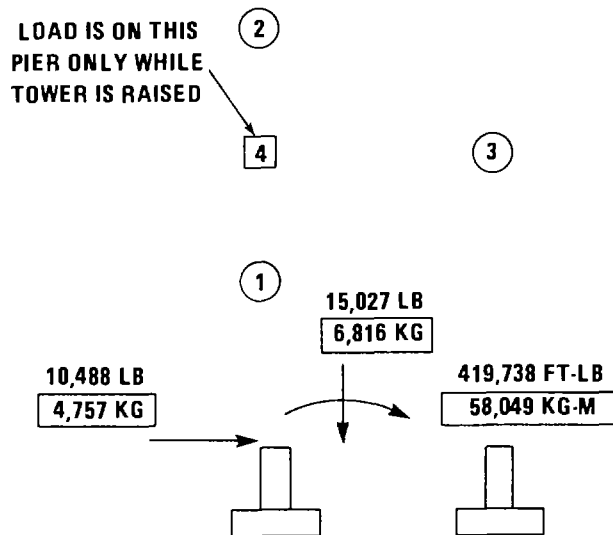 LOAD IS ON THIS
PIER ONLY WHILE
TOWER IS RAISED
2
4
3
1
15,027 LB
6,816 KG
10,488 LB
4,757 KG
419,738 FT-LB
58,049 KG-M